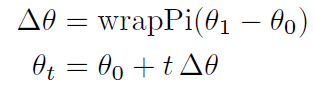 Δθ = wrapPi(θ₁ − θ₀)
θₜ = θ₀ + t Δθ